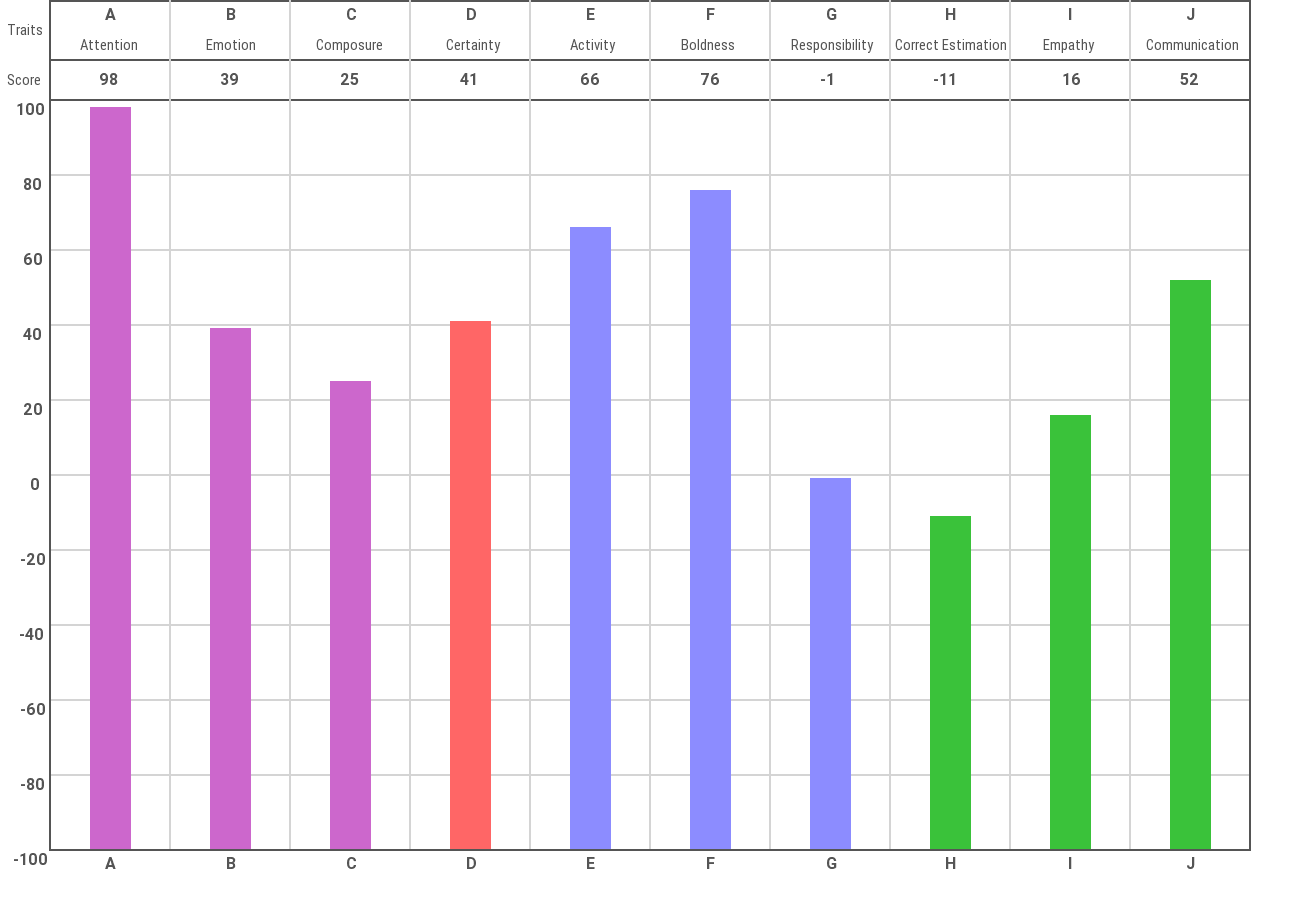 Traits A B C D E F G H I J
Attention Emotion Composure Certainty Activity Boldness Responsibility Correct Estimation Empathy Communication
Score 98 39 25 41 66 76 -1 -11 16 52
100
80
60
40
20
0
-20
-40
-60
-80
-100
A B C D E F G H I J